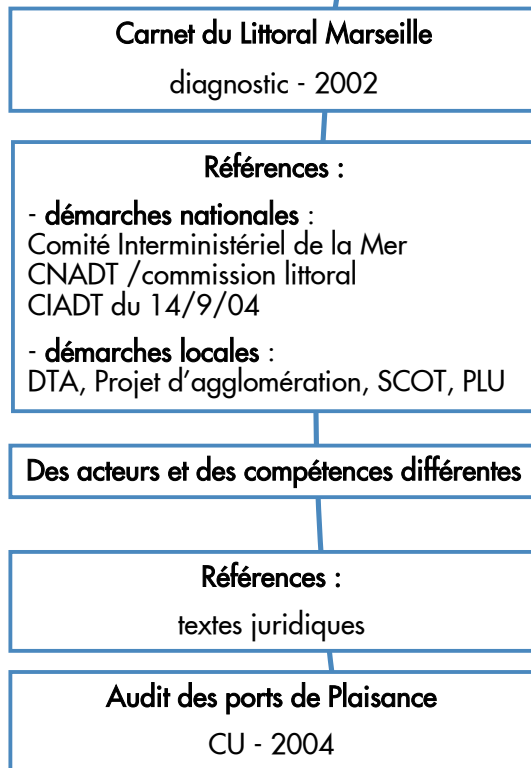 Carnet du Littoral Marseille
diagnostic - 2002
Références :
- démarches nationales :
Comité Interministériel de la Mer
CNADT /commission littoral
CIADT du 14/9/04
- démarches locales :
DTA, Projet d'agglomération, SCOT, PLU
Des acteurs et des compétences différentes
Références :
textes juridiques
Audit des ports de Plaisance
CU - 2004